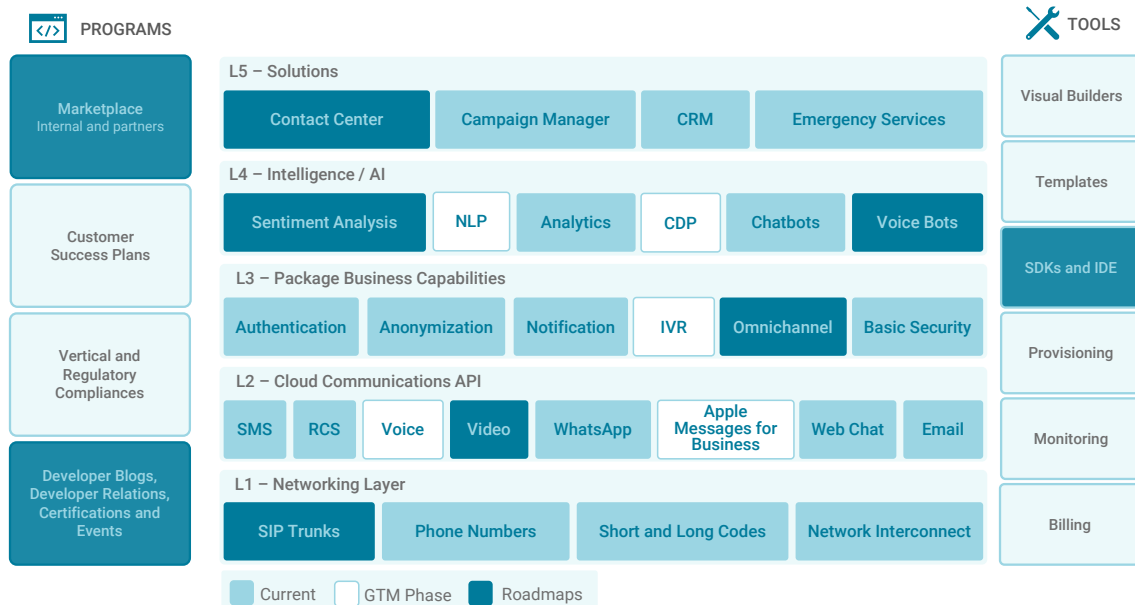 </>
PROGRAMS
TOOLS
Marketplace
Internal and partners
Customer
Success Plans
Vertical and
Regulatory
Compliances
Developer Blogs,
Developer Relations,
Certifications and
Events
L5 – Solutions
Contact Center
Campaign Manager
CRM
Emergency Services
L4 – Intelligence / AI
Sentiment Analysis
NLP
Analytics
CDP
Chatbots
Voice Bots
L3 – Package Business Capabilities
Authentication
Anonymization
Notification
IVR
Omnichannel
Basic Security
L2 – Cloud Communications API
SMS
RCS
Voice
Video
WhatsApp
Apple
Messages for
Business
Web Chat
Email
L1 – Networking Layer
SIP Trunks
Phone Numbers
Short and Long Codes
Network Interconnect
Current
GTM Phase
Roadmaps
Visual Builders
Templates
SDKs and IDE
Provisioning
Monitoring
Billing